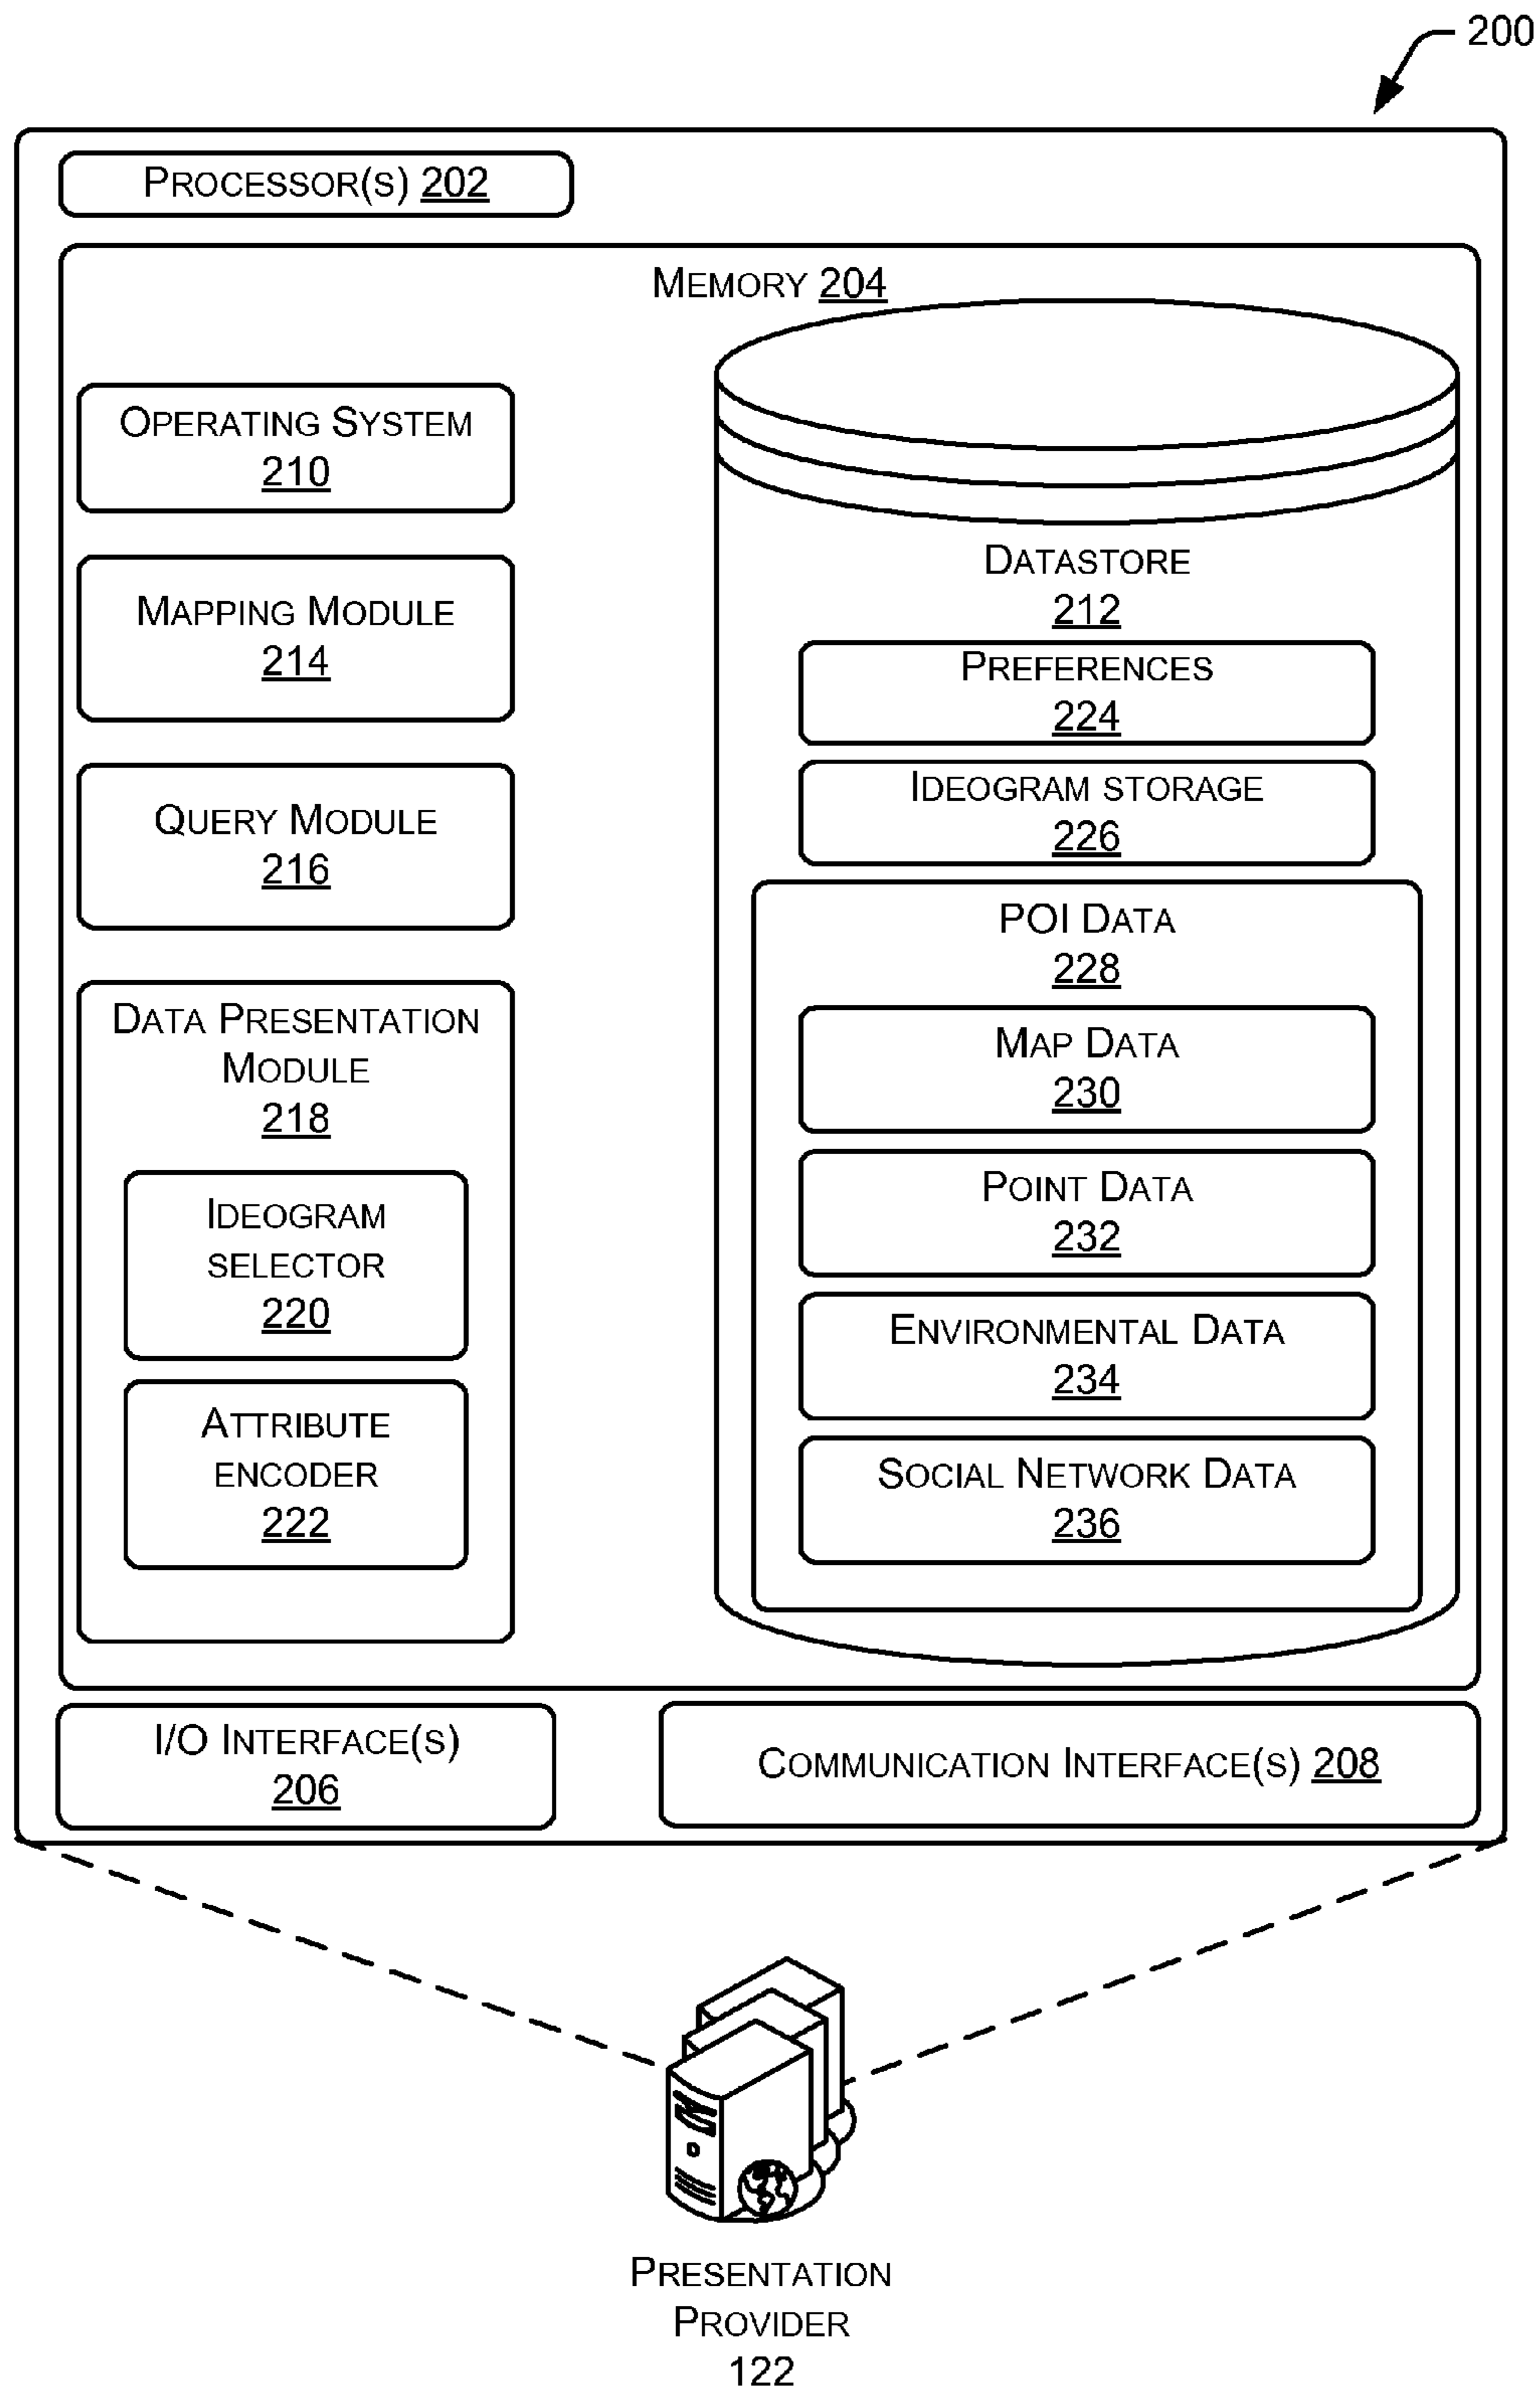 200
PROCESSOR(S) 202
MEMORY 204
OPERATING SYSTEM
210
MAPPING MODULE
214
QUERY MODULE
216
DATA PRESENTATION
MODULE
218
IDEOGRAM
SELECTOR
220
ATTRIBUTE
ENCODER
222
DATASTORE
212
PREFERENCES
224
IDEOGRAM STORAGE
226
POI DATA
228
MAP DATA
230
POINT DATA
232
ENVIRONMENTAL DATA
234
SOCIAL NETWORK DATA
236
I/O INTERFACE(S)
206
COMMUNICATION INTERFACE(S) 208
PRESENTATION
PROVIDER
122